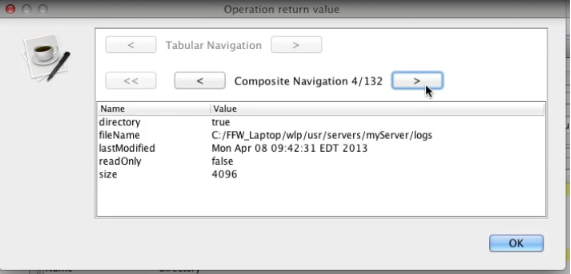 Operation return value
< Tabular Navigation >
<< < Composite Navigation 4/132 >
Name Value
directory true
fileName C:/FFW_Laptop/wlp/usr/servers/myServer/logs
lastModified Mon Apr 08 09:42:31 EDT 2013
readOnly false
size 4096
OK